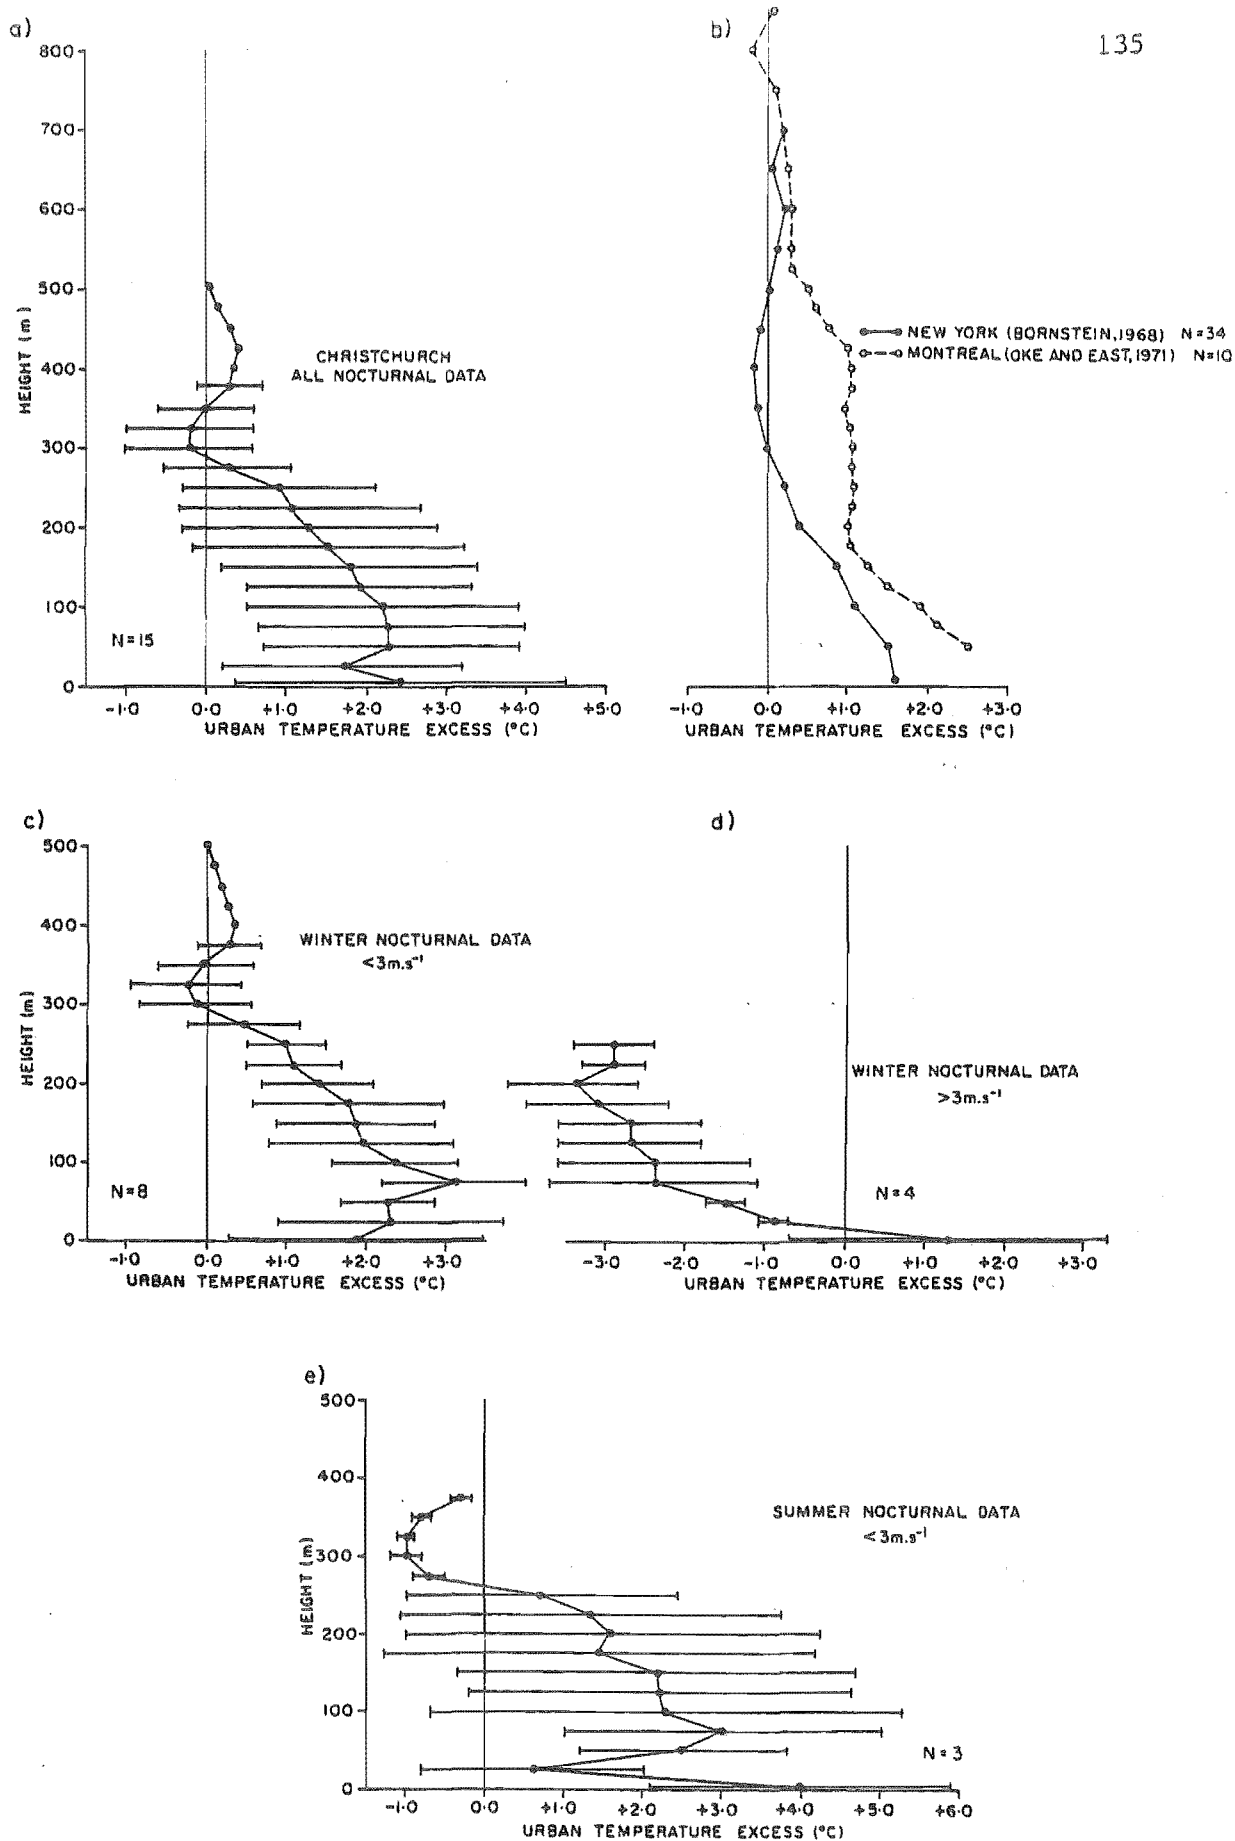 135
a)
800
700
600
500
400
300
200
100
0
HEIGHT (m)
CHRISTCHURCH
ALL NOCTURNAL DATA
N=15
-1.0 0.0 +1.0 +2.0 +3.0 +4.0 +5.0
URBAN TEMPERATURE EXCESS (°C)
b)
NEW YORK (BORNSTEIN,1968) N=34
MONTREAL (OKE AND EAST,1971) N=10
-1.0 0.0 +1.0 +2.0 +3.0
URBAN TEMPERATURE EXCESS (°C)
c)
500
400
300
200
100
0
HEIGHT (m)
WINTER NOCTURNAL DATA
<3m.s⁻¹
N=8
-1.0 0.0 +1.0 +2.0 +3.0
URBAN TEMPERATURE EXCESS (°C)
d)
WINTER NOCTURNAL DATA
>3m.s⁻¹
N=4
-3.0 -2.0 -1.0 0.0 +1.0 +2.0 +3.0
URBAN TEMPERATURE EXCESS (°C)
e)
500
400
300
200
100
0
HEIGHT (m)
SUMMER NOCTURNAL DATA
<3m.s⁻¹
N=3
-1.0 0.0 +1.0 +2.0 +3.0 +4.0 +5.0 +6.0
URBAN TEMPERATURE EXCESS (°C)